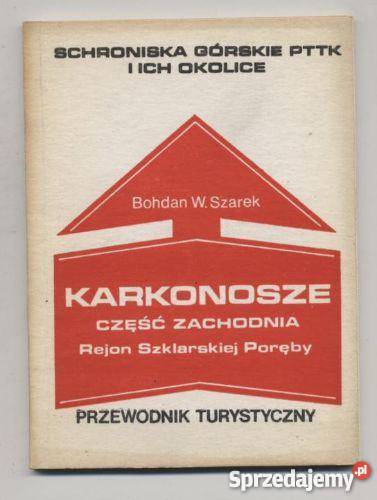 SCHRONISKA GÓRSKIE PTTK
I ICH OKOLICE
Bohdan W. Szarek
KARKONOSZE
CZĘŚĆ ZACHODNIA
Rejon Szklarskiej Poręby
PRZEWODNIK TURYSTYCZNY
Sprzedajemy.pl